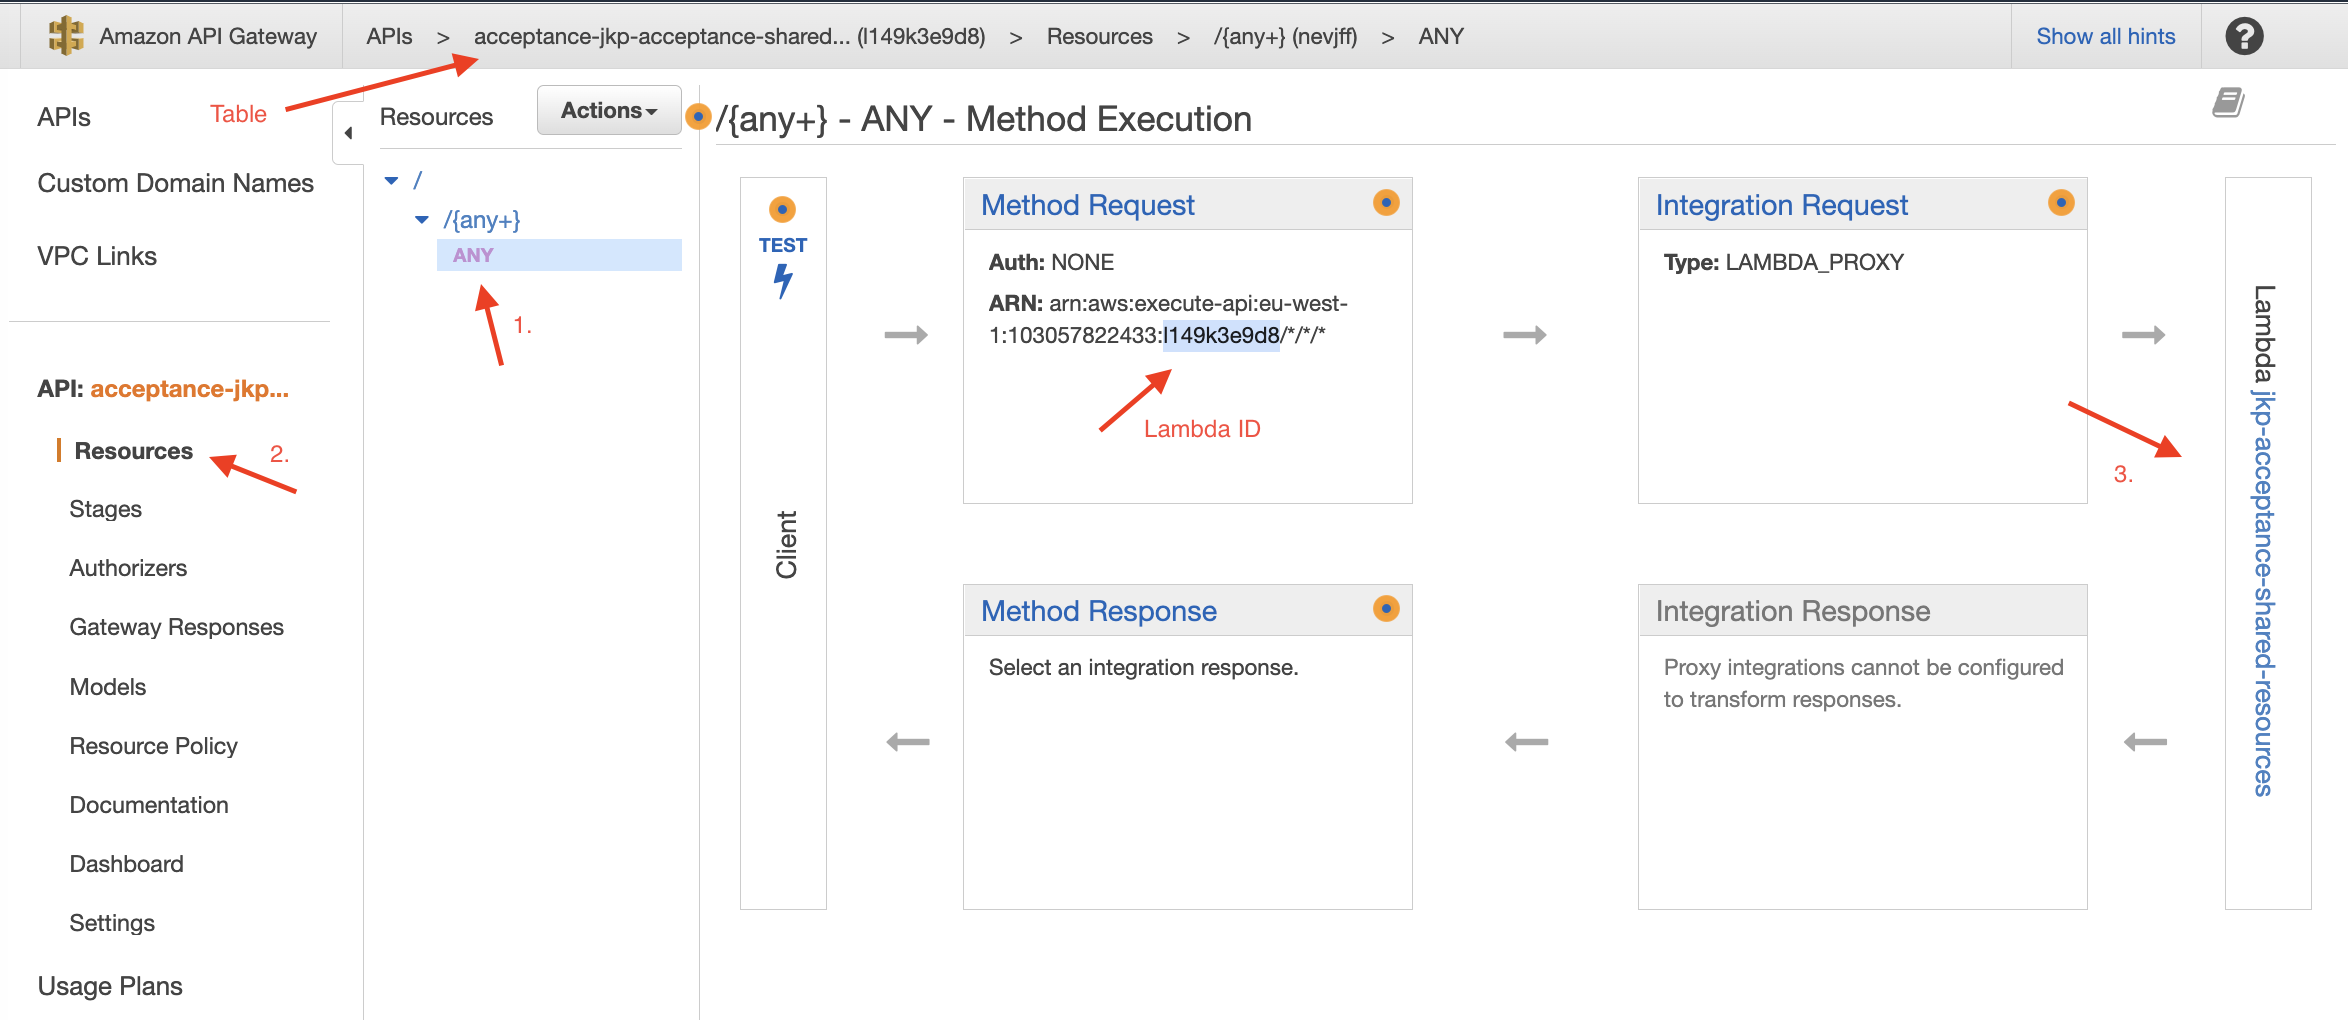 Amazon API Gateway
APIs > acceptance-jkp-acceptance-shared... (l149k3e9d8) > Resources > /{any+} (nevjff) > ANY
Show all hints
?
Table
APIs
Custom Domain Names
VPC Links
API: acceptance-jkp...
Resources
2.
Stages
Authorizers
Gateway Responses
Models
Resource Policy
Documentation
Dashboard
Settings
Usage Plans
Resources
Actions
/
/{any+}
ANY
1.
/{any+} - ANY - Method Execution
TEST
Client
Method Request
Auth: NONE
ARN: arn:aws:execute-api:eu-west-
1:103057822433:l149k3e9d8/*/*/*
Lambda ID
Integration Request
Type: LAMBDA_PROXY
3.
Lambda jkp-acceptance-shared-resources
Method Response
Select an integration response.
Integration Response
Proxy integrations cannot be configured
to transform responses.